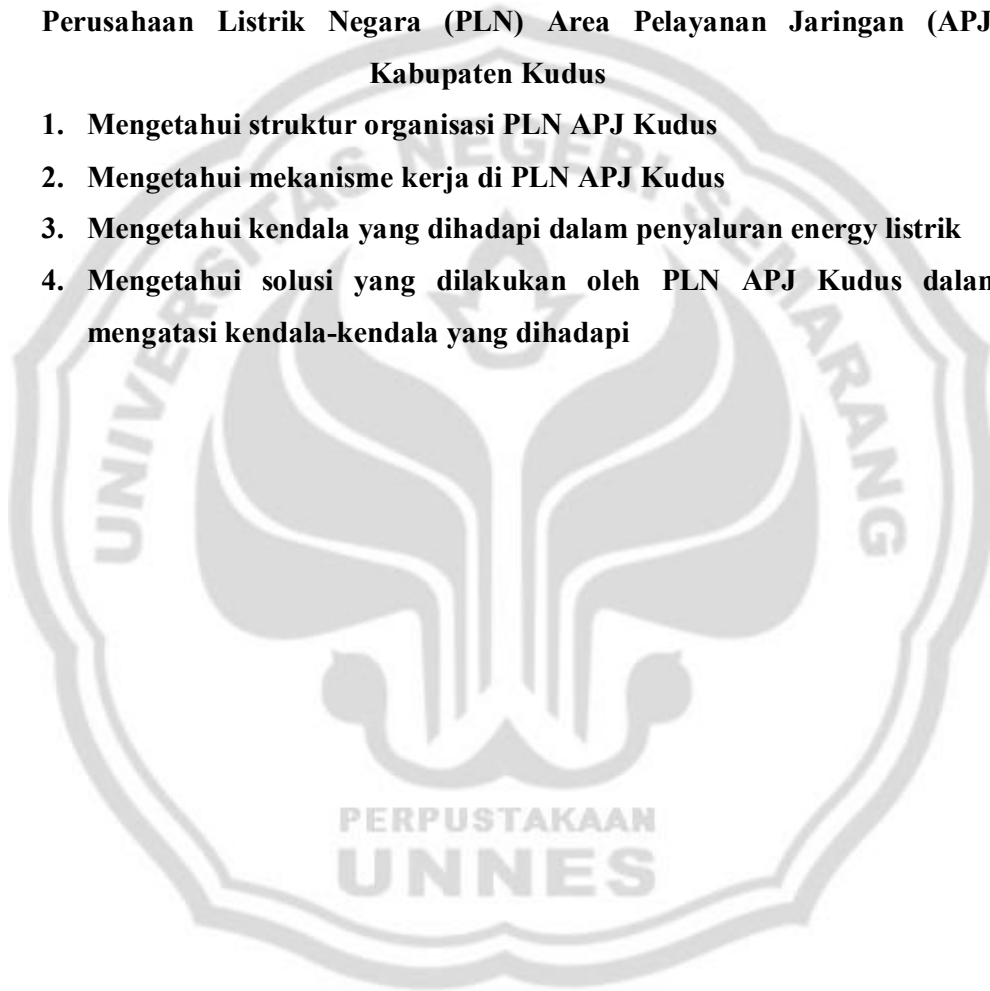 Perusahaan Listrik Negara (PLN) Area Pelayanan Jaringan (APJ
Kabupaten Kudus
1. Mengetahui struktur organisasi PLN APJ Kudus
2. Mengetahui mekanisme kerja di PLN APJ Kudus
3. Mengetahui kendala yang dihadapi dalam penyaluran energy listrik
4. Mengetahui solusi yang dilakukan oleh PLN APJ Kudus dalam
mengatasi kendala-kendala yang dihadapi
UNIVERSITAS NEGERI SEMARANG
PERPUSTAKAAN
UNNES